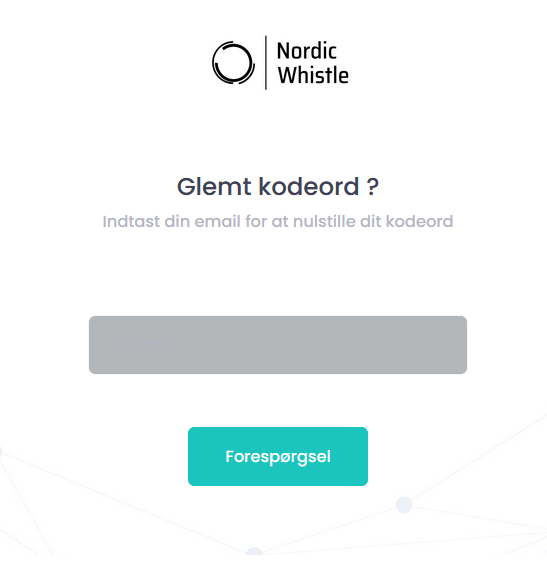 Nordic
Whistle
Glemt kodeord ?
Indtast din email for at nulstille dit kodeord
Forespørgsel